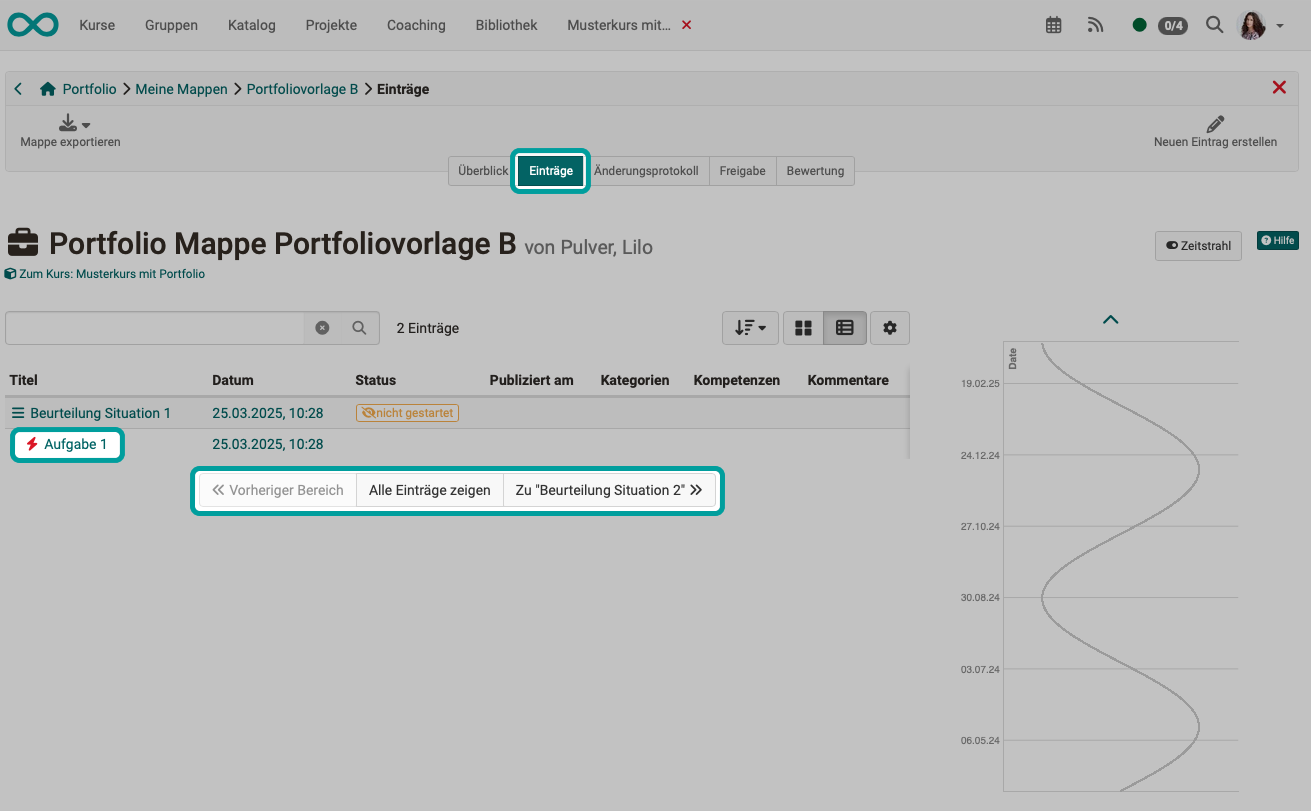 Kurse Gruppen Katalog Projekte Coaching Bibliothek Musterkurs mit... 0/4
Portfolio Meine Mappen Portfoliovorlage B Einträge
Mappe exportieren Neuen Eintrag erstellen
Überblick Einträge Änderungsprotokoll Freigabe Bewertung
Portfolio Mappe Portfoliovorlage B von Pulver, Lilo Zeitstrahl Hilfe
Zum Kurs: Musterkurs mit Portfolio
2 Einträge
Titel Datum Status Publiziert am Kategorien Kompetenzen Kommentare
Beurteilung Situation 1 25.03.2025, 10:28 nicht gestartet
Aufgabe 1 25.03.2025, 10:28
Vorheriger Bereich Alle Einträge zeigen Zu "Beurteilung Situation 2"
Date
19.02.25
24.12.24
27.10.24
30.08.24
03.07.24
06.05.24